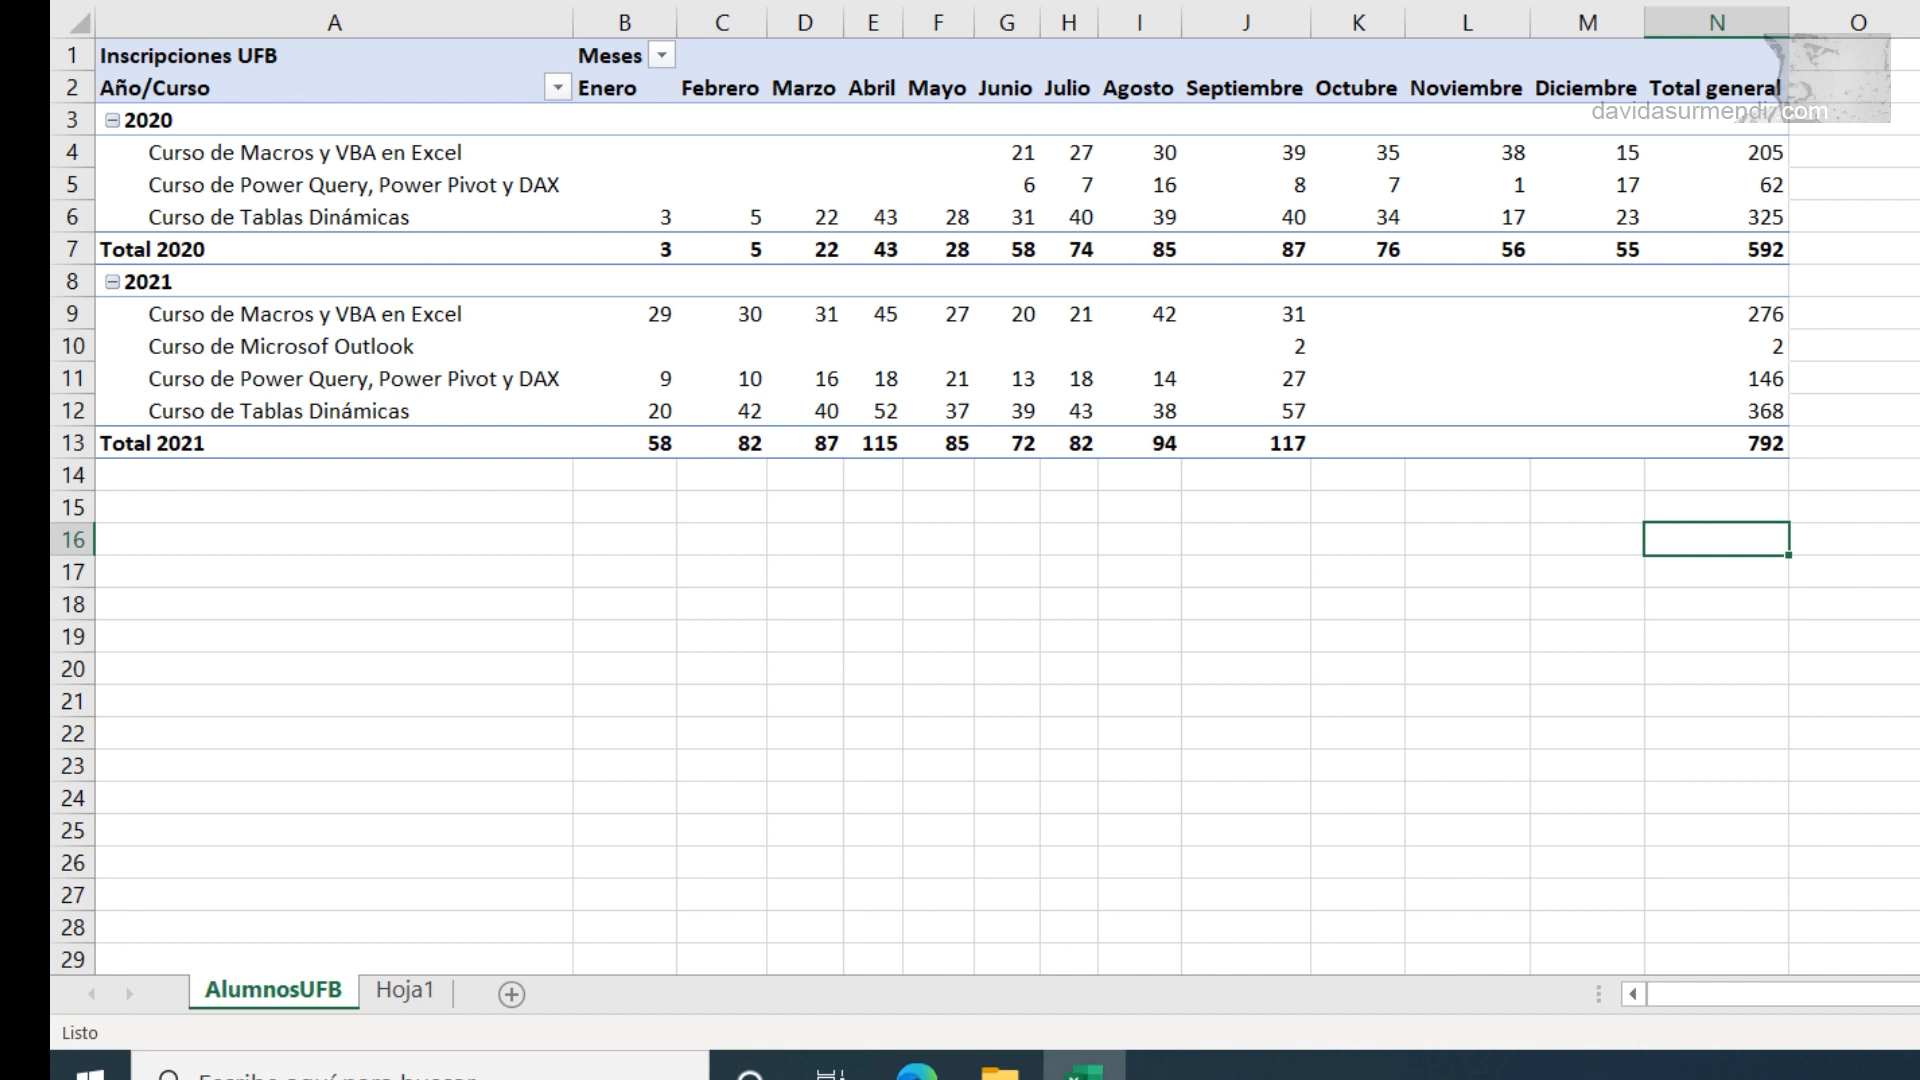 A B C D E F G H I J K L M N O
1 Inscripciones UFB Meses
2 Año/Curso Enero Febrero Marzo Abril Mayo Junio Julio Agosto Septiembre Octubre Noviembre Diciembre Total general
davidasurmendi.com
3 2020
4 Curso de Macros y VBA en Excel 21 27 30 39 35 38 15 205
5 Curso de Power Query, Power Pivot y DAX 6 7 16 8 7 1 17 62
6 Curso de Tablas Dinámicas 3 5 22 43 28 31 40 39 40 34 17 23 325
7 Total 2020 3 5 22 43 28 58 74 85 87 76 56 55 592
8 2021
9 Curso de Macros y VBA en Excel 29 30 31 45 27 20 21 42 31 276
10 Curso de Microsof Outlook 2 2
11 Curso de Power Query, Power Pivot y DAX 9 10 16 18 21 13 18 14 27 146
12 Curso de Tablas Dinámicas 20 42 40 52 37 39 43 38 57 368
13 Total 2021 58 82 87 115 85 72 82 94 117 792
14
15
16
17
18
19
20
21
22
23
24
25
26
27
28
29
AlumnosUFB Hoja1
Listo
Escribe aquí para buscar